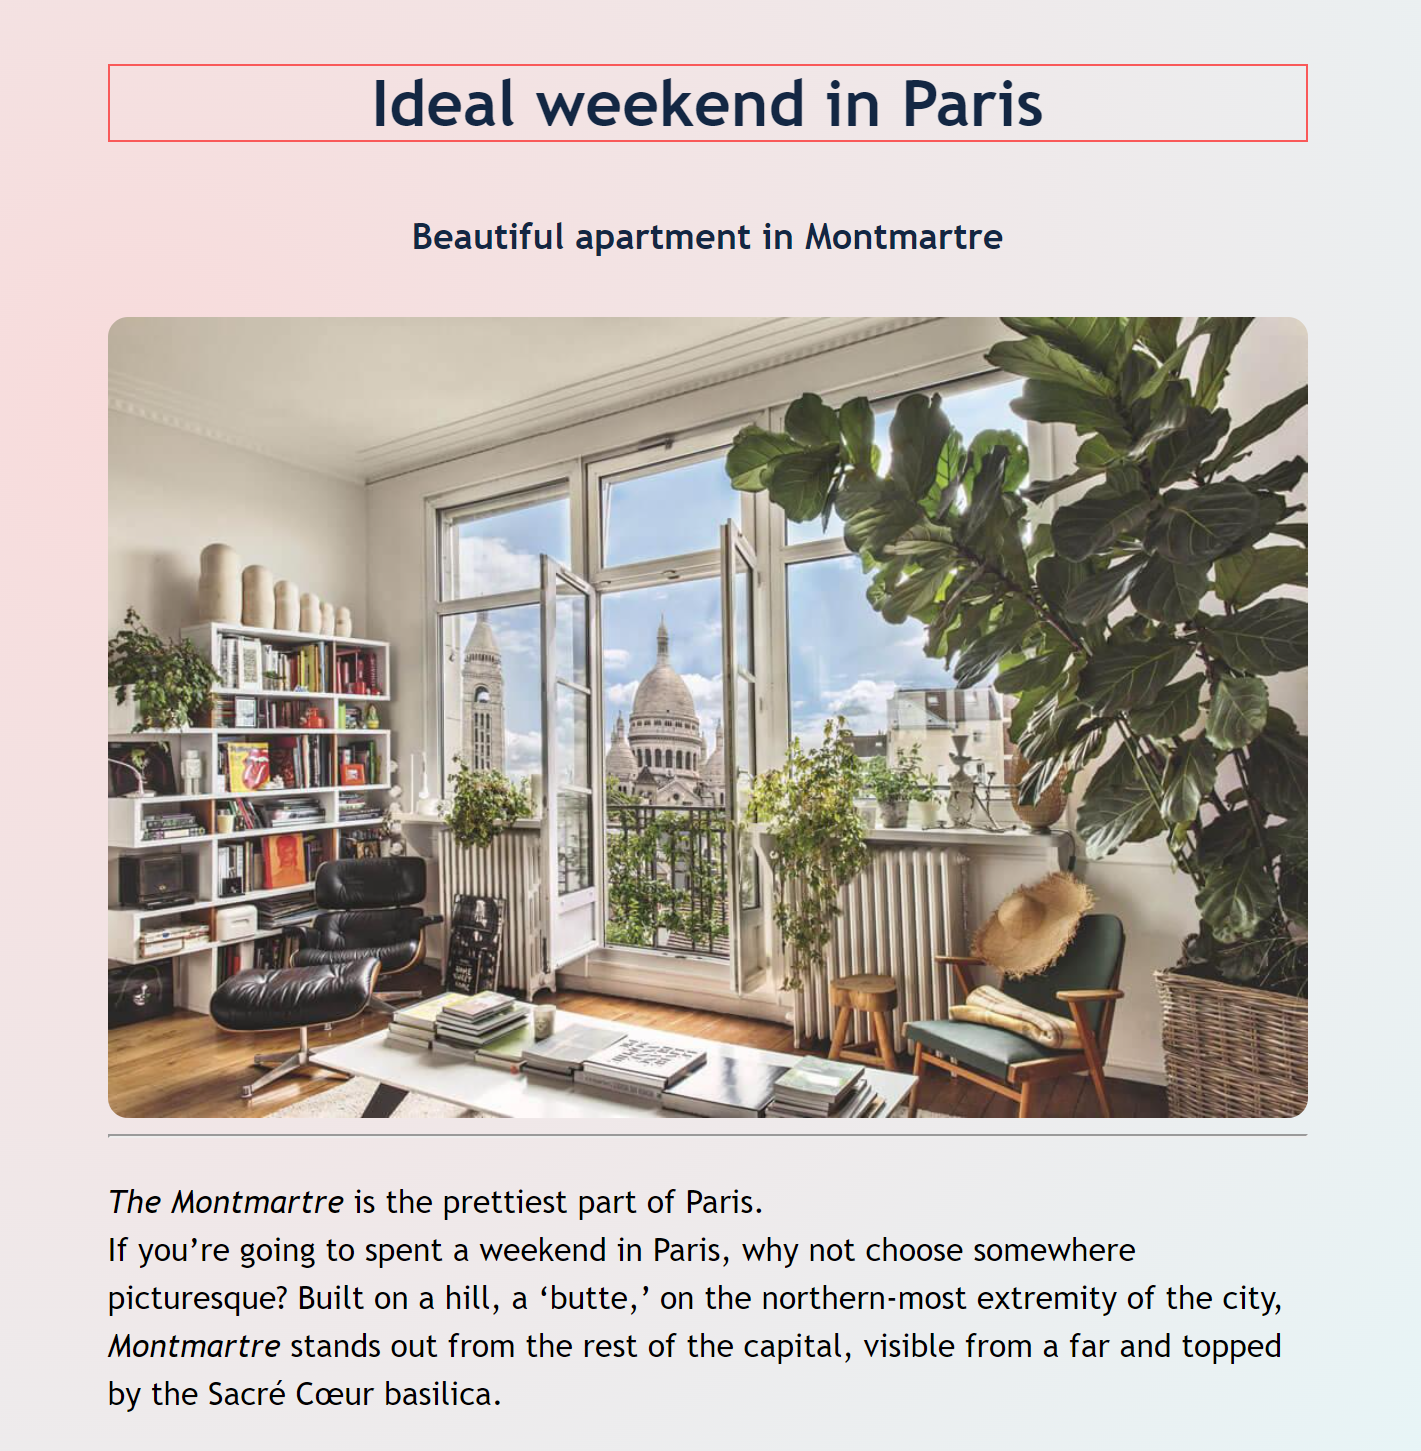 Ideal weekend in Paris
Beautiful apartment in Montmartre
The Montmartre is the prettiest part of Paris.
If you’re going to spent a weekend in Paris, why not choose somewhere
picturesque? Built on a hill, a ‘butte,’ on the northern-most extremity of the city,
Montmartre stands out from the rest of the capital, visible from a far and topped
by the Sacré Cœur basilica.